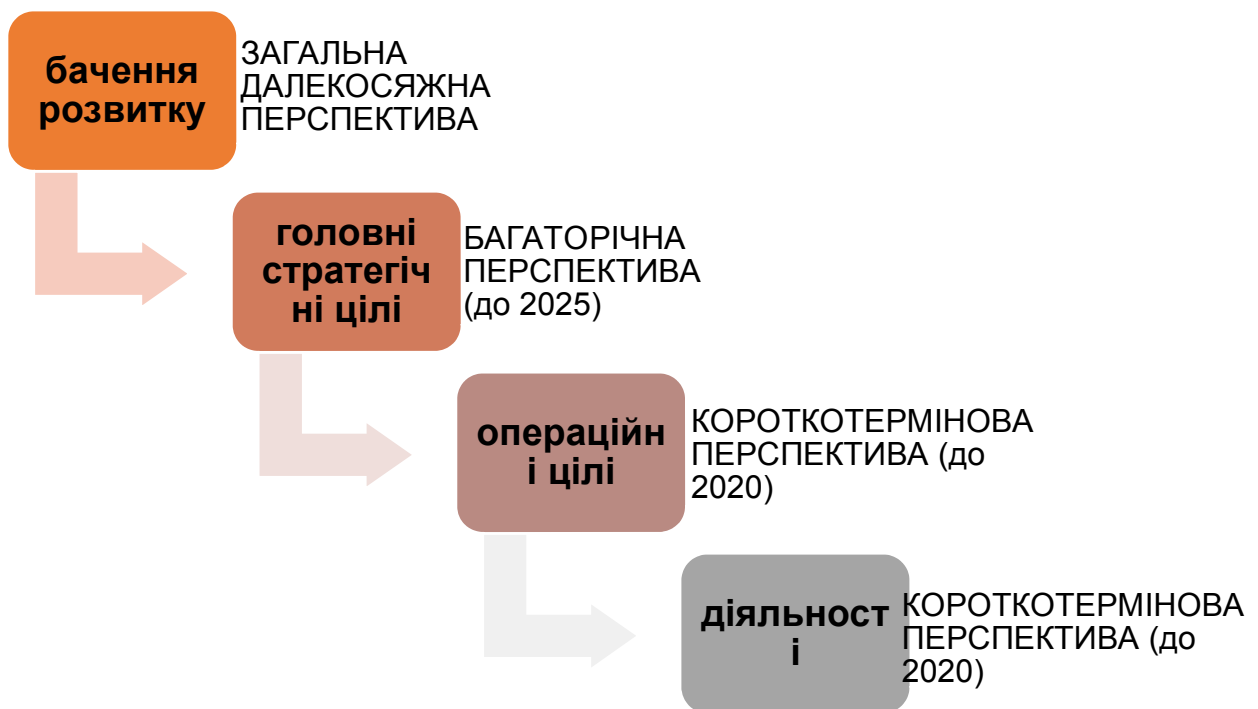 бачення
розвитку
ЗАГАЛЬНА
ДАЛЕКОСЯЖНА
ПЕРСПЕКТИВА
головні
стратегіч
ні цілі
БАГАТОРІЧНА
ПЕРСПЕКТИВА
(до 2025)
операційн
і цілі
КОРОТКОТЕРМІНОВА
ПЕРСПЕКТИВА (до
2020)
діяльност
і
КОРОТКОТЕРМІНОВА
ПЕРСПЕКТИВА (до
2020)